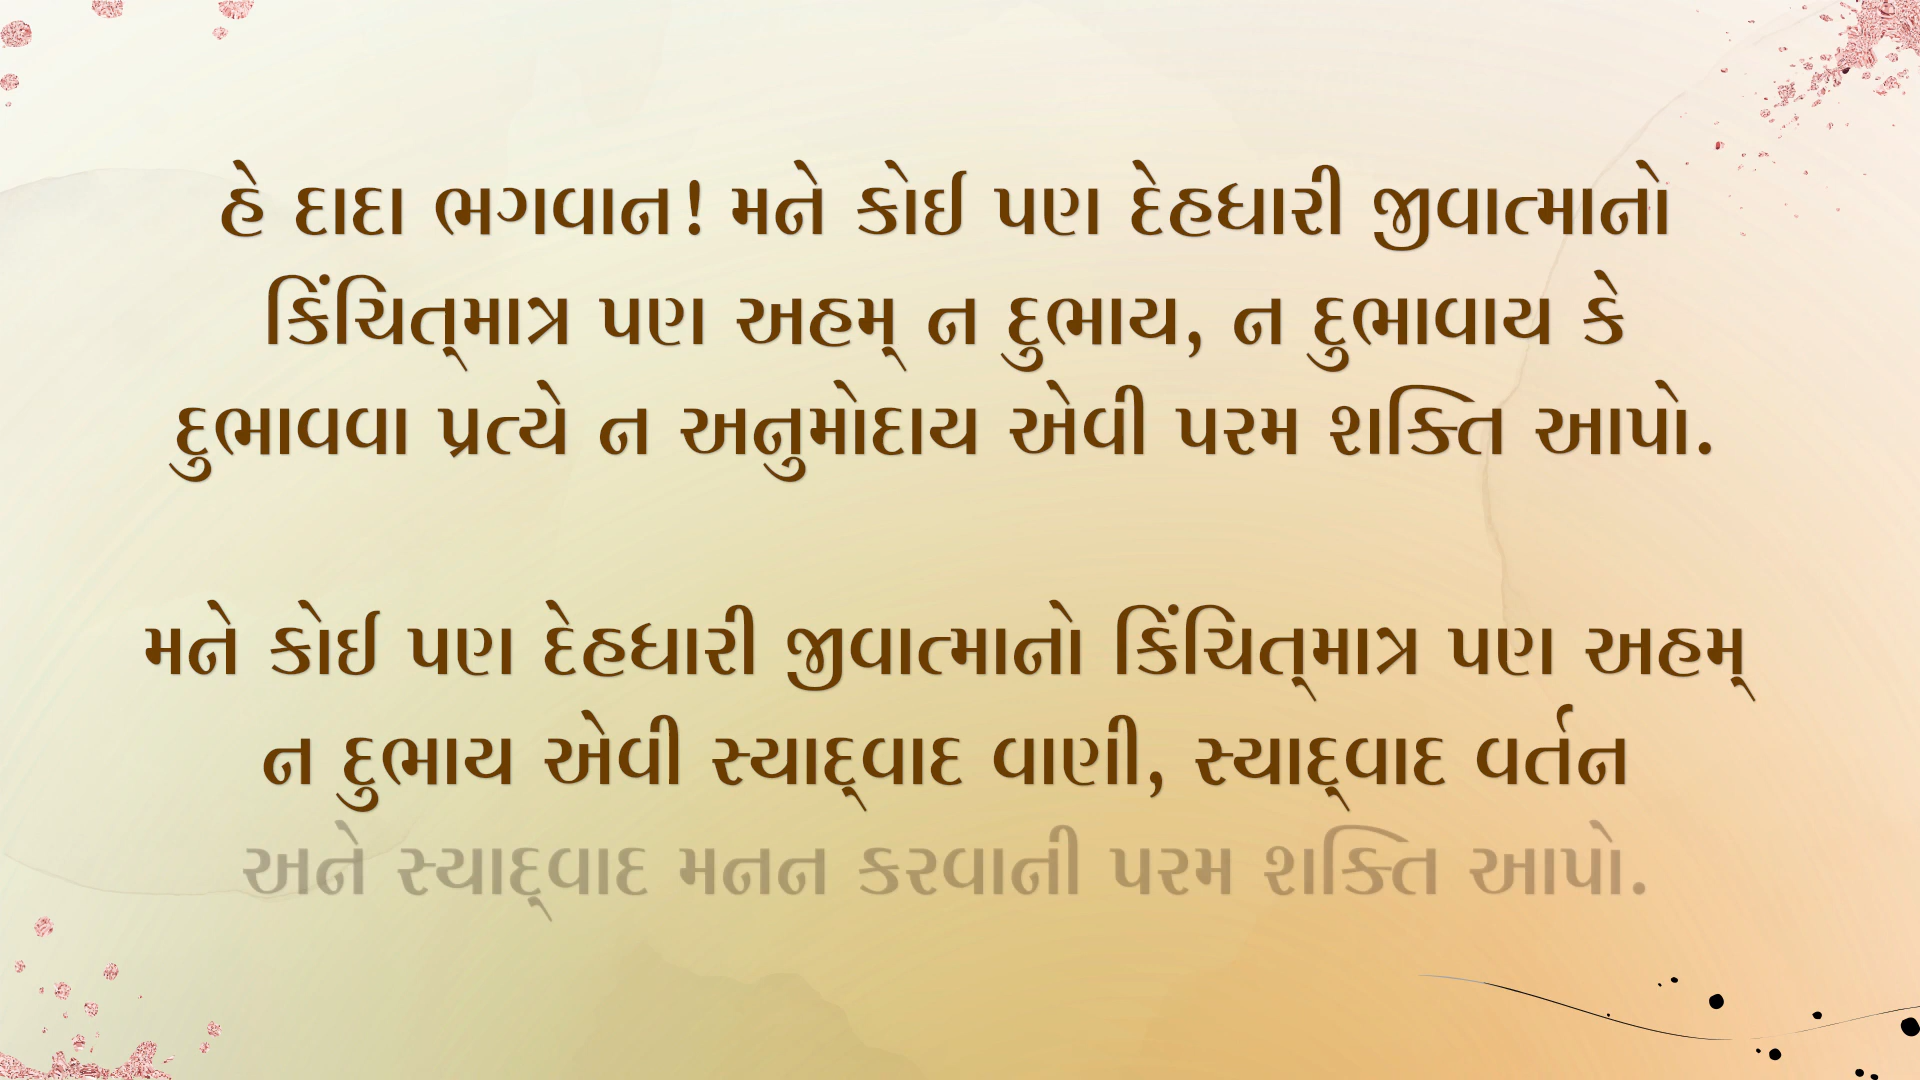 હે દાદા ભગવાન! મને કોઈ પણ દેહધારી જીવાત્માનો
કિંચિત્‌માત્ર પણ અહમ્ ન દુભાય, ન દુભાવાય કે
દુભાવવા પ્રત્યે ન અનુમોદાય એવી પરમ શક્તિ આપો.
મને કોઈ પણ દેહધારી જીવાત્માનો કિંચિત્‌માત્ર પણ અહમ્
ન દુભાય એવી સ્યાદ્‌વાદ વાણી, સ્યાદ્‌વાદ વર્તન
અને સ્યાદ્‌વાદ મનન કરવાની પરમ શક્તિ આપો.